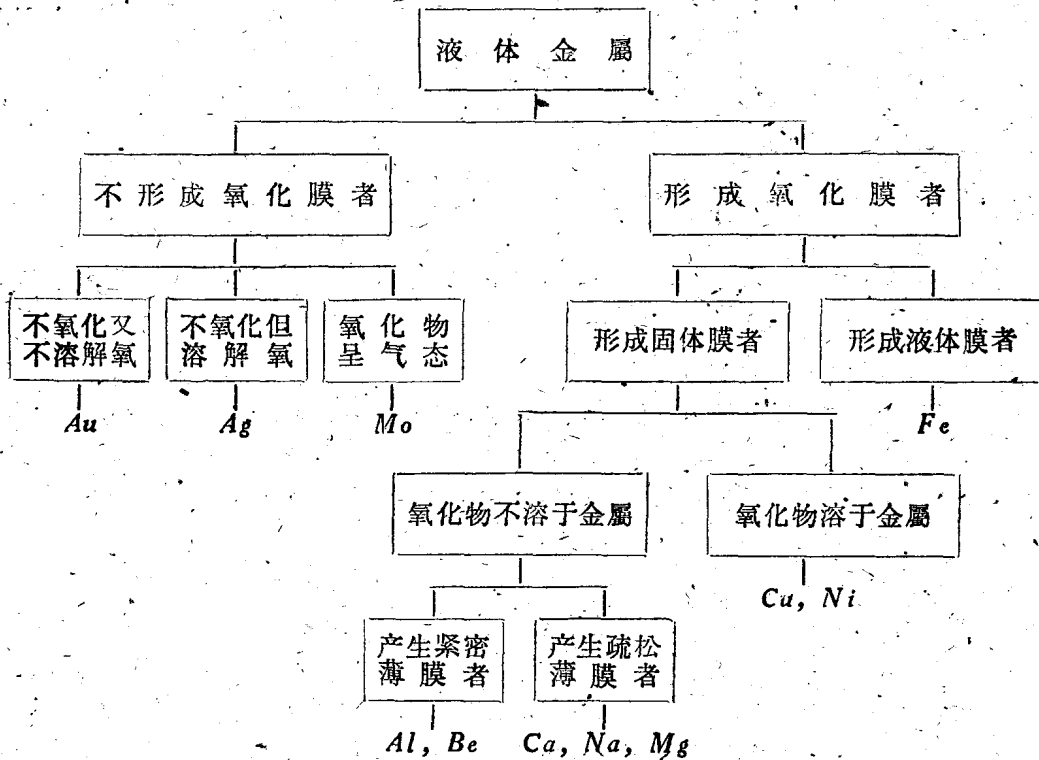 液体金屬
不形成氧化膜者
形成氧化膜者
不氧化又
不溶解氧
不氧化但
溶解氧
氧化物
呈气态
形成固体膜者
形成液体膜者
Au
Ag
Mo
Fe
氧化物不溶于金屬
氧化物溶于金屬
Cu, Ni
产生紧密
薄膜者
产生疏松
薄膜者
Al, Be
Ca, Na, Mg